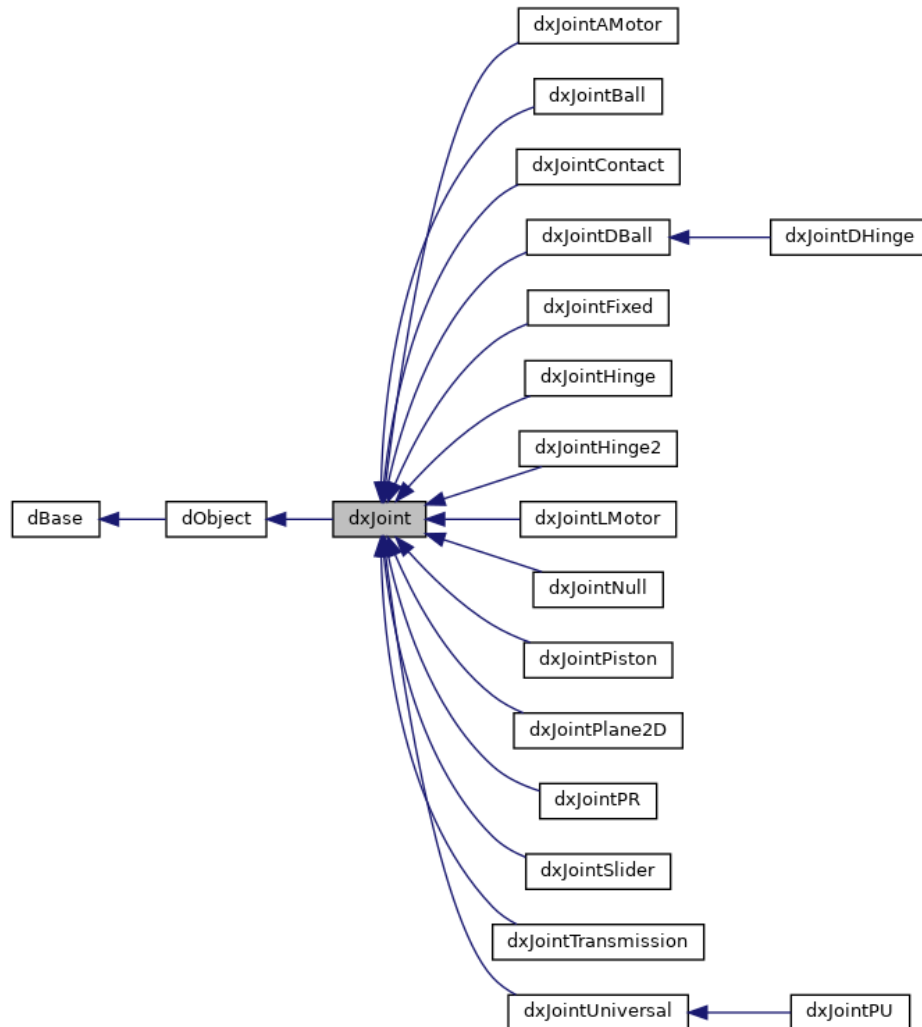 dxJointAMotor
dxJointBall
dxJointContact
dxJointDBall
dxJointDHinge
dxJointFixed
dxJointHinge
dxJointHinge2
dBase
dObject
dxJoint
dxJointLMotor
dxJointNull
dxJointPiston
dxJointPlane2D
dxJointPR
dxJointSlider
dxJointTransmission
dxJointUniversal
dxJointPU